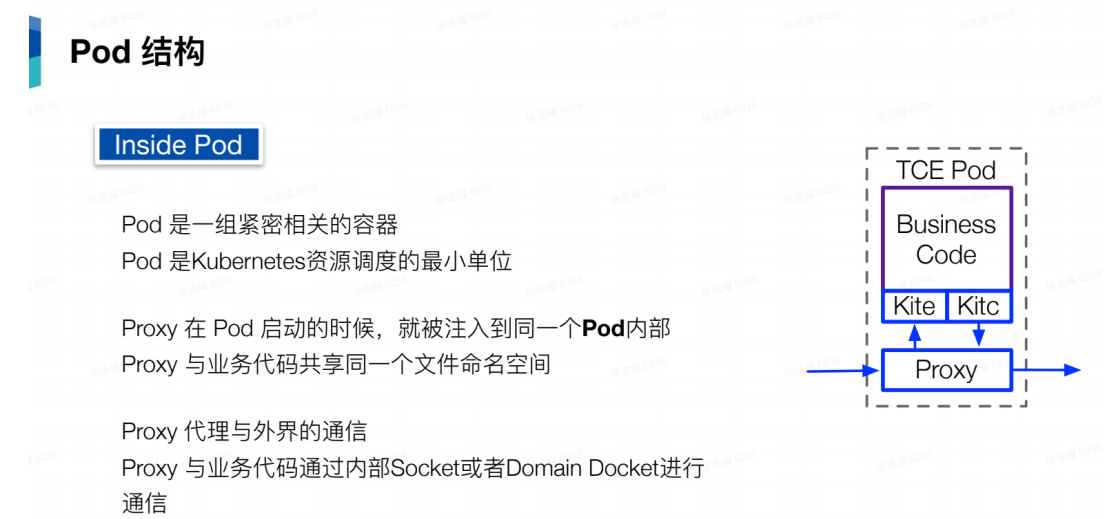 Pod 结构
Inside Pod
Pod 是一组紧密相关的容器
Pod 是Kubernetes资源调度的最小单位
Proxy 在 Pod 启动的时候，就被注入到同一个Pod内部
Proxy 与业务代码共享同一个文件命名空间
Proxy 代理与外界的通信
Proxy 与业务代码通过内部Socket或者Domain Docket进行
通信
TCE Pod
Business
Code
Kite
Kitc
Proxy